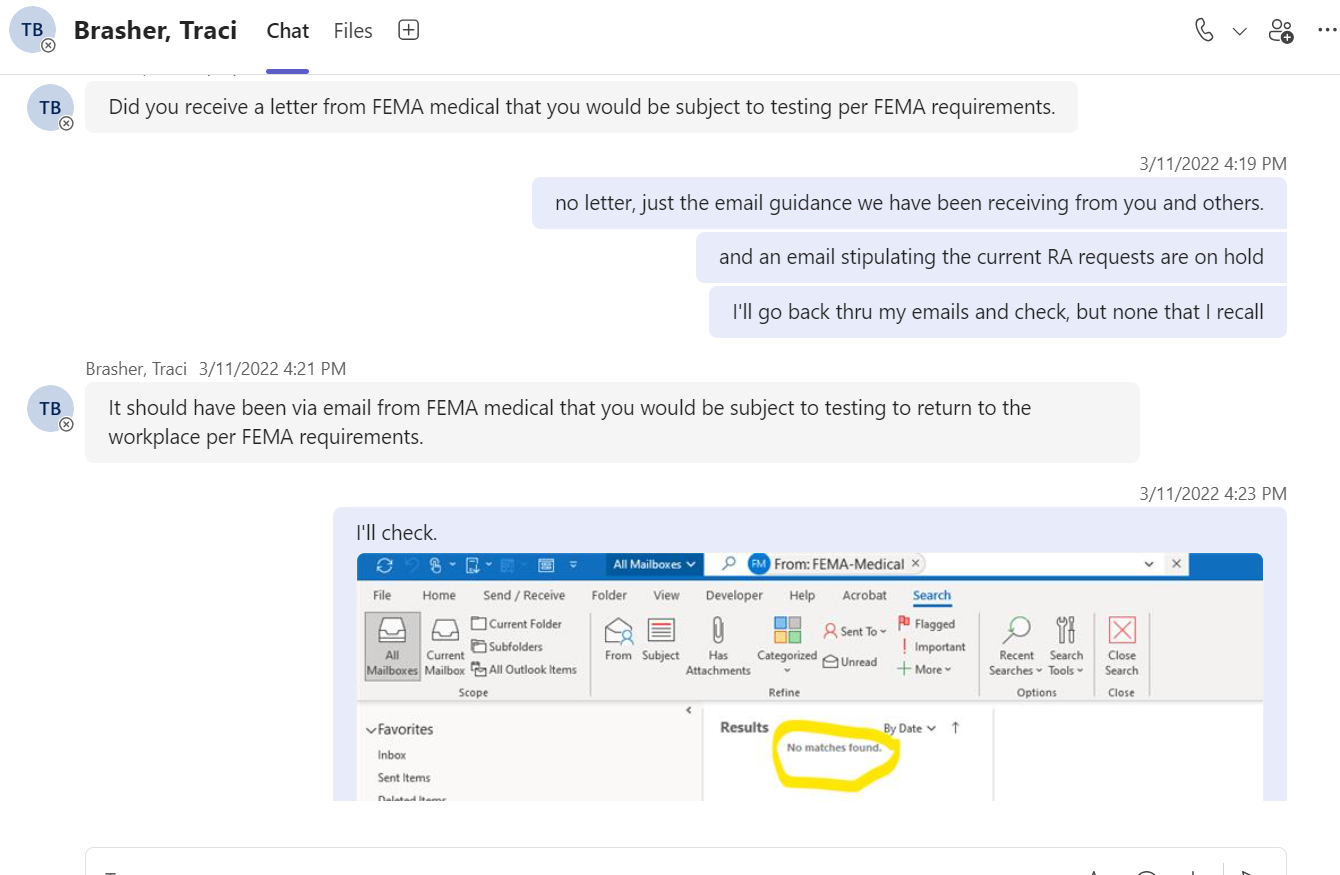 TB
Brasher, Traci Chat Files
TB
Did you receive a letter from FEMA medical that you would be subject to testing per FEMA requirements.
3/11/2022 4:19 PM
no letter, just the email guidance we have been receiving from you and others.
and an email stipulating the current RA requests are on hold
I'll go back thru my emails and check, but none that I recall
Brasher, Traci 3/11/2022 4:21 PM
TB
It should have been via email from FEMA medical that you would be subject to testing to return to the
workplace per FEMA requirements.
3/11/2022 4:23 PM
I'll check.
All Mailboxes FM From: FEMA-Medical
File Home Send / Receive Folder View Developer Help Acrobat Search
All Mailboxes
Current Mailbox
Current Folder
Subfolders
All Outlook Items
Scope
From
Subject
Has Attachments
Categorized
Sent To
Unread
Flagged
Important
More
Refine
Recent Searches
Search Tools
Options
Close Search
Close
Favorites
Inbox
Sent Items
Deleted Items
Results By Date
No matches found.